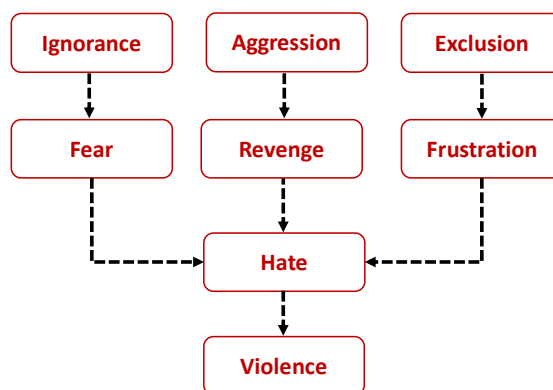 Ignorance
Aggression
Exclusion
Fear
Revenge
Frustration
Hate
Violence